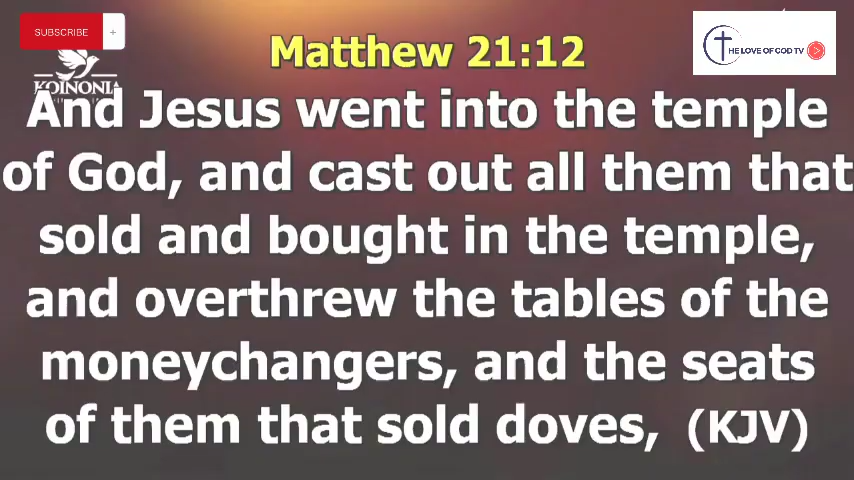 SUBSCRIBE +
Matthew 21:12
THE LOVE OF GOD TV
KOINONIA
And Jesus went into the temple
of God, and cast out all them that
sold and bought in the temple,
and overthrew the tables of the
moneychangers, and the seats
of them that sold doves, (KJV)